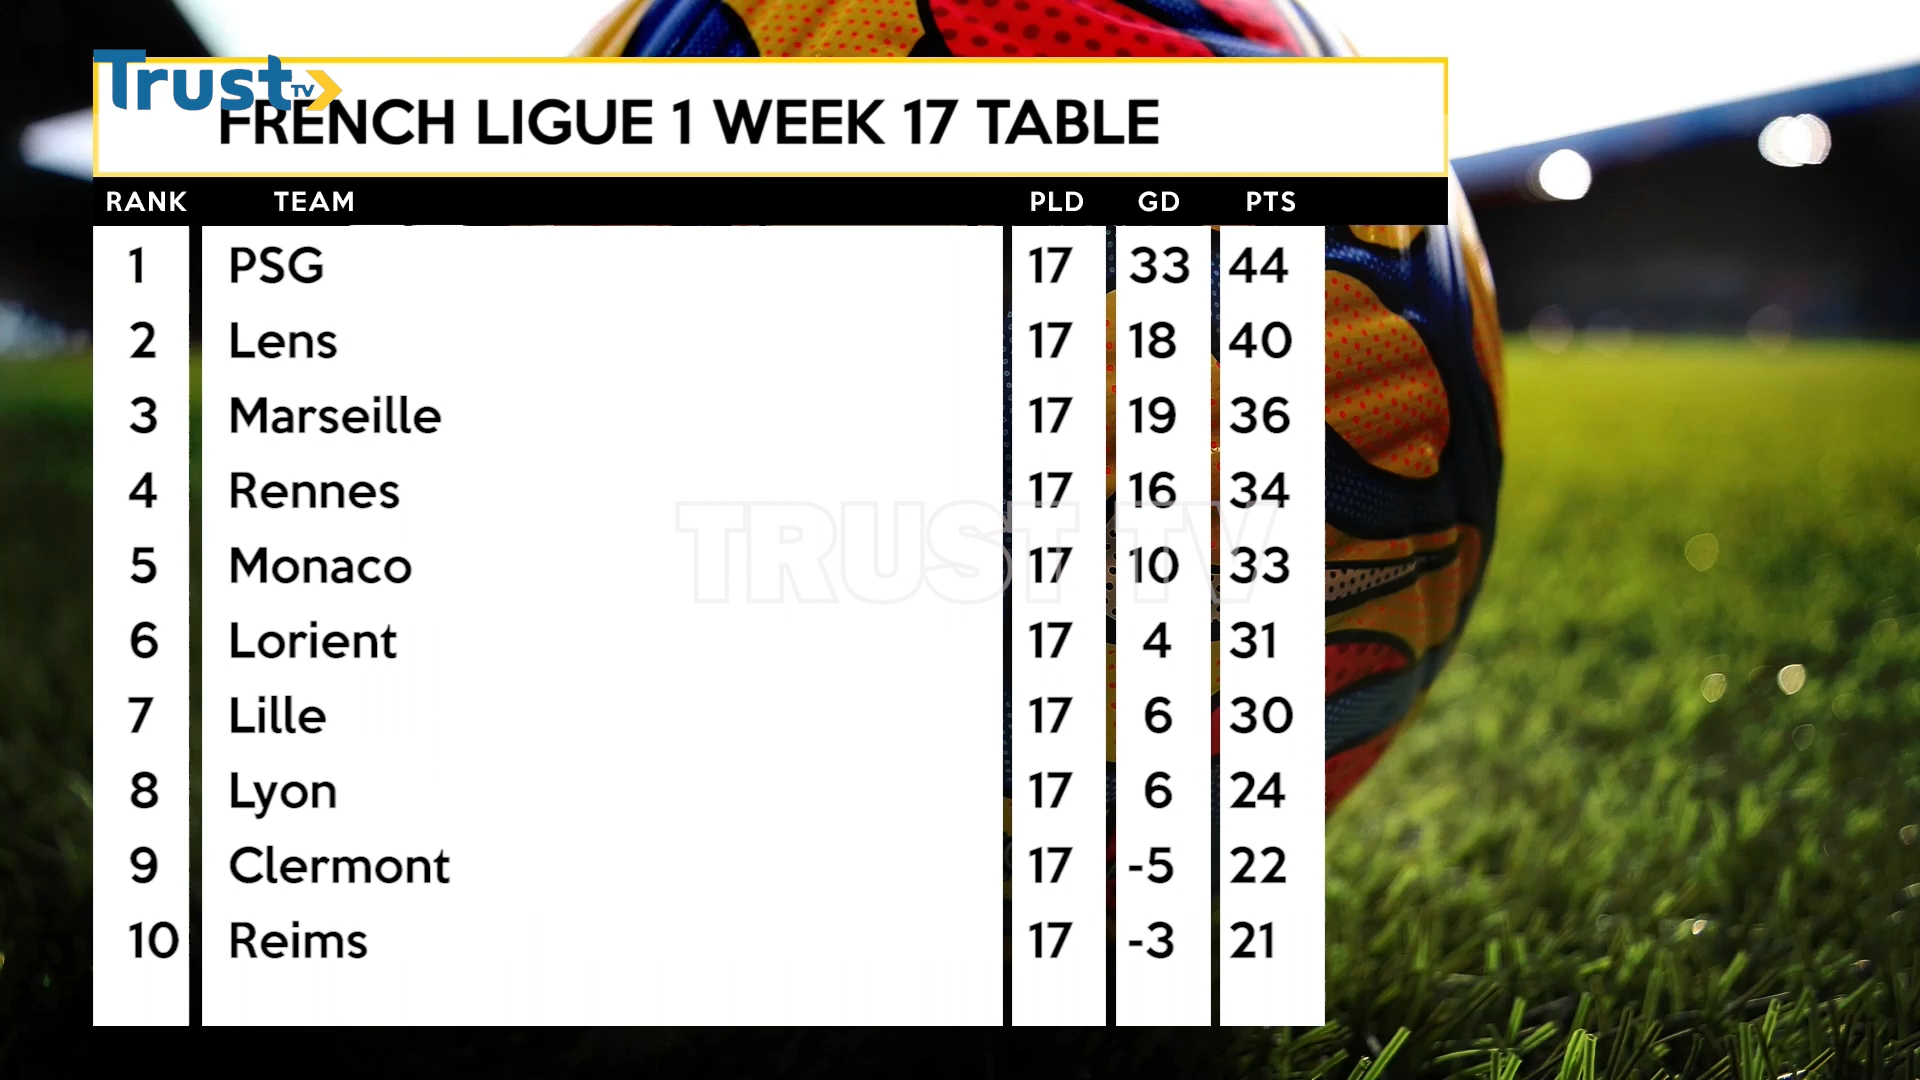 Trust TV
FRENCH LIGUE 1 WEEK 17 TABLE
RANK TEAM PLD GD PTS
1 PSG 17 33 44
2 Lens 17 18 40
3 Marseille 17 19 36
4 Rennes 17 16 34
TRUST TV
5 Monaco 17 10 33
6 Lorient 17 4 31
7 Lille 17 6 30
8 Lyon 17 6 24
9 Clermont 17 -5 22
10 Reims 17 -3 21